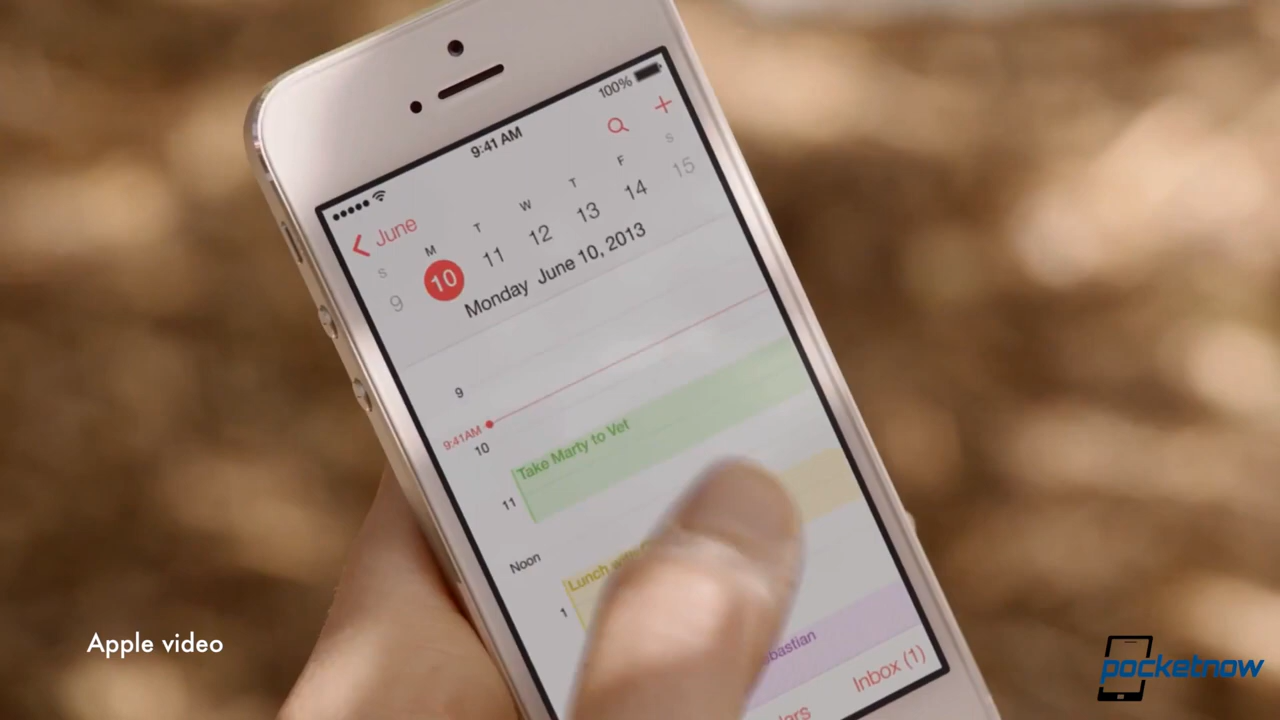 100%
9:41 AM
June
S M T W T F S
9 10 11 12 13 14 15
Monday June 10, 2013
9
9:41AM
10
Take Marty to Vet
11
Noon
Lunch
1
Inbox (1)
Apple video
pocketnow